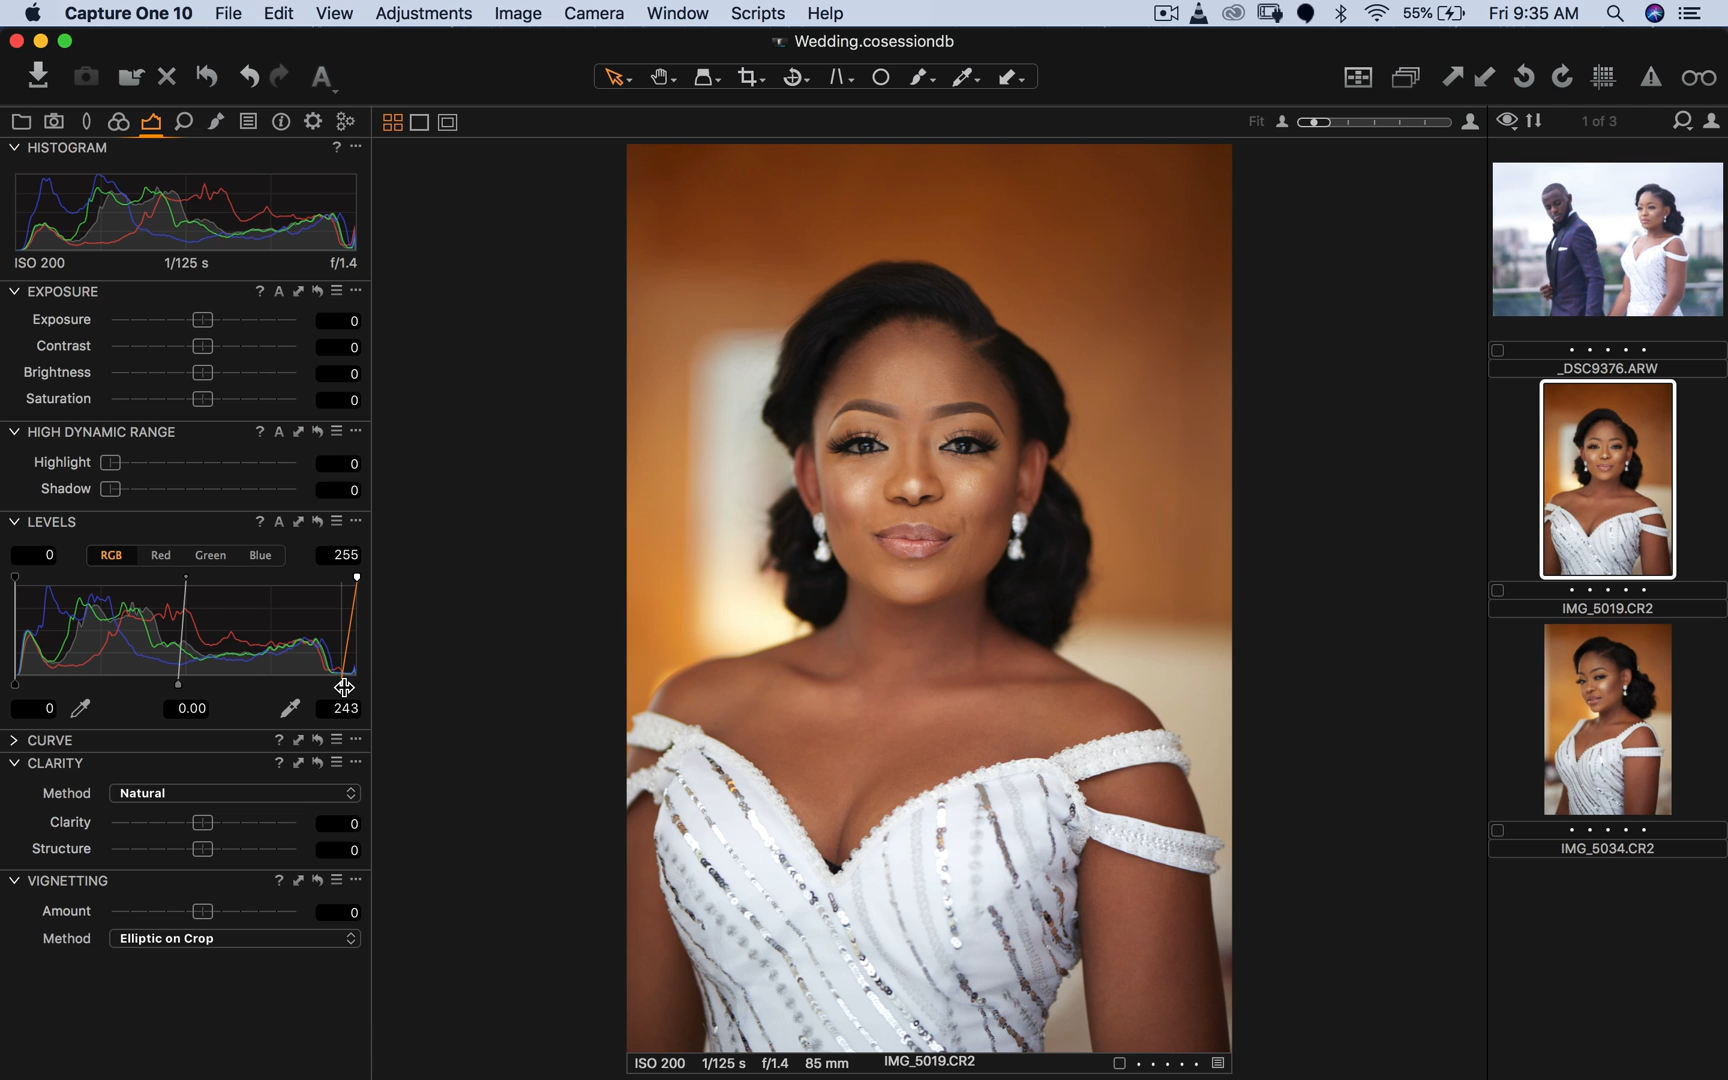 Capture One 10 File Edit View Adjustments Image Camera Window Scripts Help 55% Fri 9:35 AM
Wedding.cosessiondb
A
Fit 1 of 3
HISTOGRAM ?
ISO 200 1/125 s f/1.4
EXPOSURE ? A
Exposure 0
Contrast 0
Brightness 0
Saturation 0
HIGH DYNAMIC RANGE ? A
Highlight 0
Shadow 0
LEVELS ? A
0 RGB Red Green Blue 255
0 0.00 243
CURVE ?
CLARITY ?
Method Natural
Clarity 0
Structure 0
VIGNETTING ?
Amount 0
Method Elliptic on Crop
ISO 200 1/125 s f/1.4 85 mm IMG_5019.CR2
_DSC9376.ARW
IMG_5019.CR2
IMG_5034.CR2